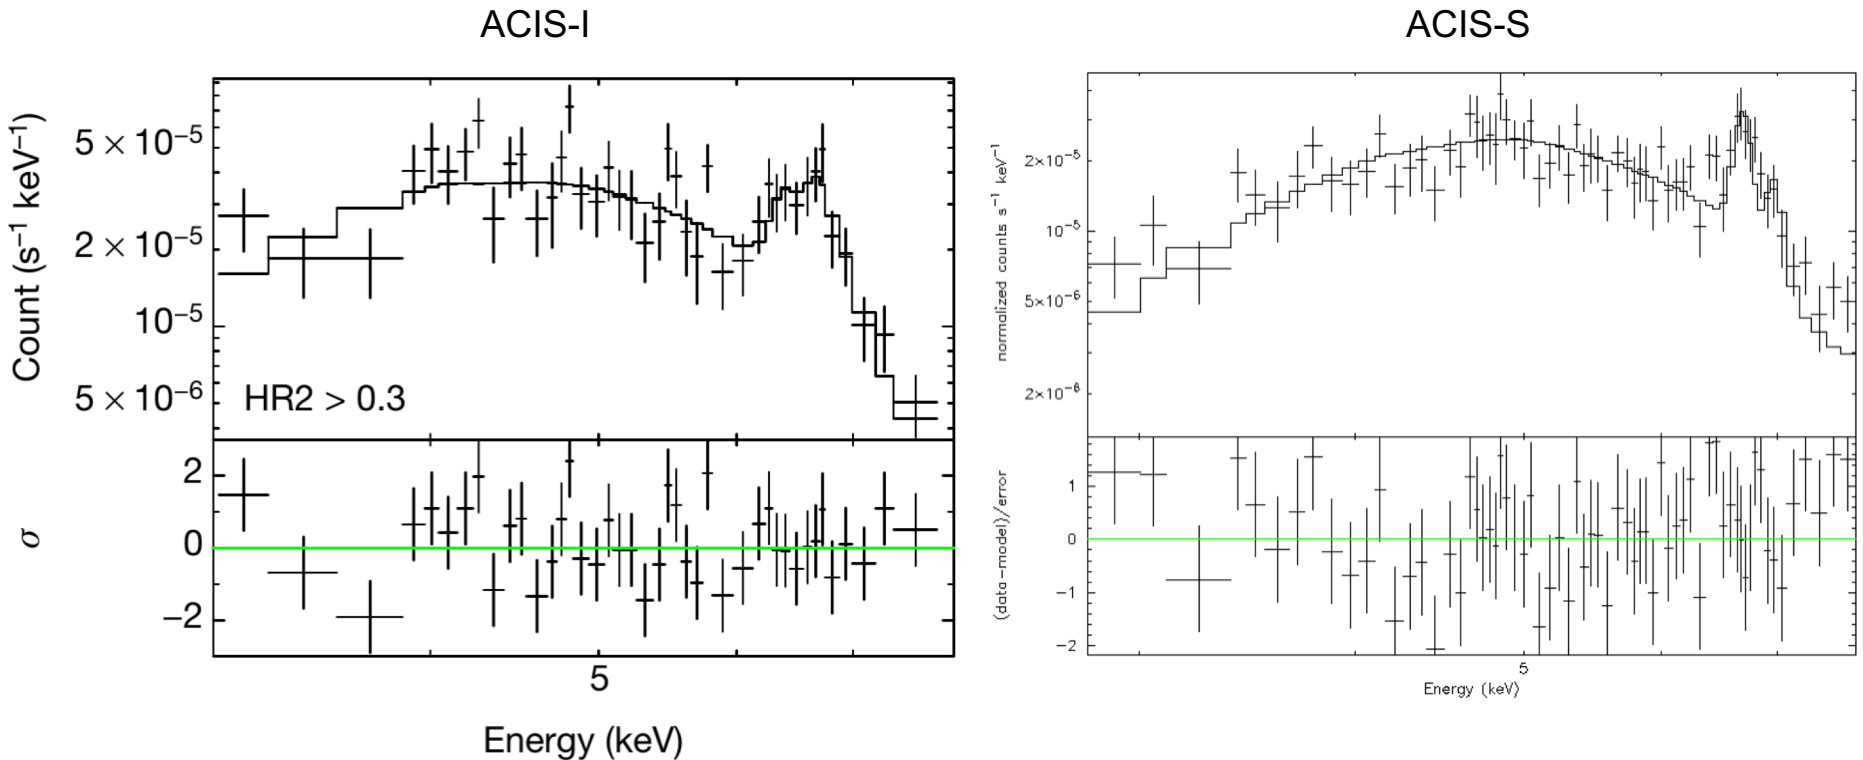 ACIS-I
ACIS-S
Count (s⁻¹ keV⁻¹)
5 × 10⁻⁵
2 × 10⁻⁵
10⁻⁵
5 × 10⁻⁶
HR2 > 0.3
σ
2
0
−2
5
Energy (keV)
normalized counts s⁻¹ keV⁻¹
2×10⁻⁵
10⁻⁵
5×10⁻⁶
2×10⁻⁶
(data−model)/error
1
0
−1
−2
5
Energy (keV)